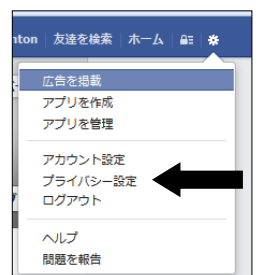 友達を検索 ホーム
広告を掲載
アプリを作成
アプリを管理
アカウント設定
プライバシー設定
ログアウト
ヘルプ
問題を報告